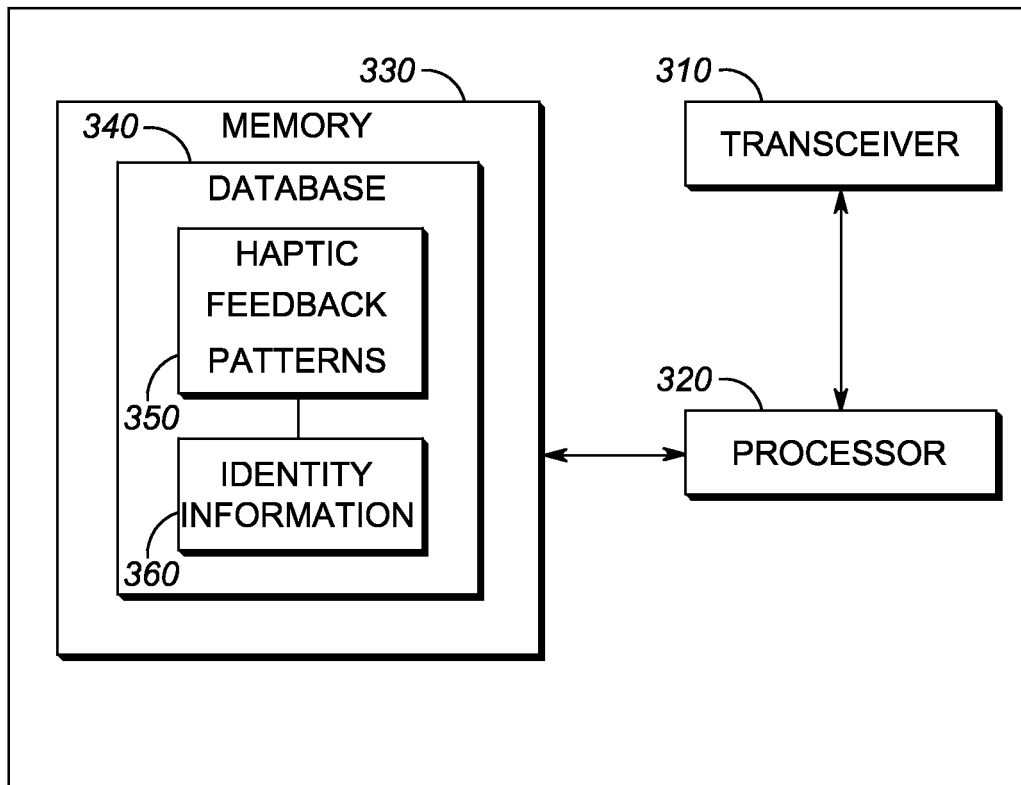 330
MEMORY
340
DATABASE
HAPTIC
FEEDBACK
PATTERNS
350
IDENTITY
INFORMATION
360
310
TRANSCEIVER
320
PROCESSOR